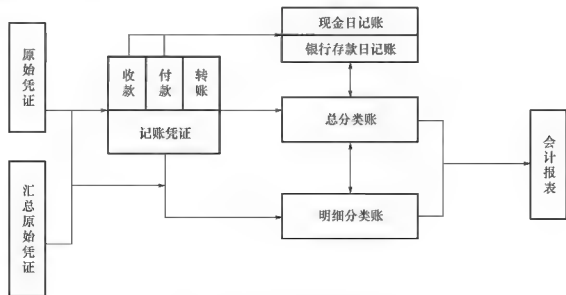 原始凭证
汇总原始凭证
收款
付款
转账
记账凭证
现金日记账
银行存款日记账
总分类账
明细分类账
会计报表